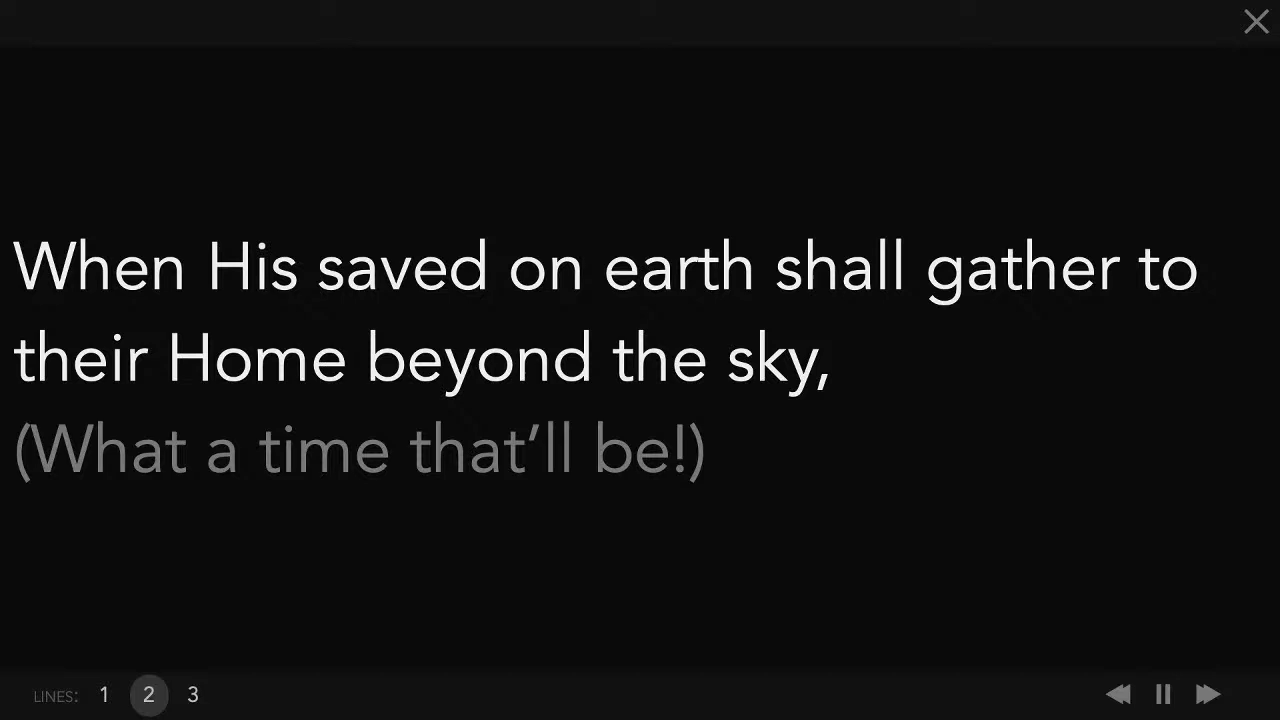 When His saved on earth shall gather to
their Home beyond the sky,
(What a time that’ll be!)
LINES: 1 2 3